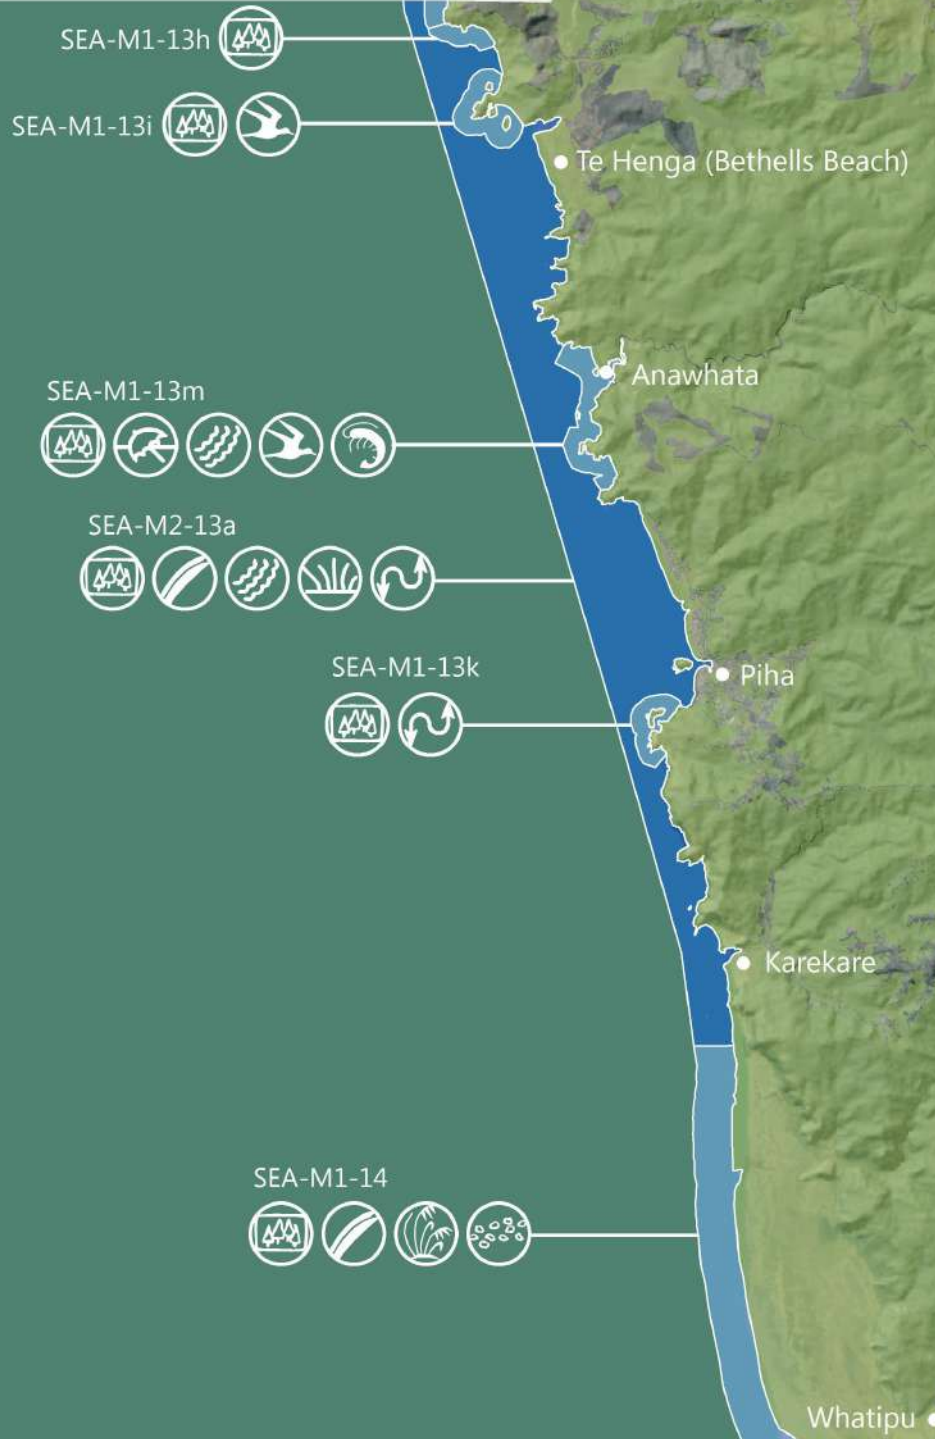 SEA-M1-13h
SEA-M1-13i
Te Henga (Bethells Beach)
Anawhata
SEA-M1-13m
SEA-M2-13a
SEA-M1-13k
Piha
Karekare
SEA-M1-14
Whatipu